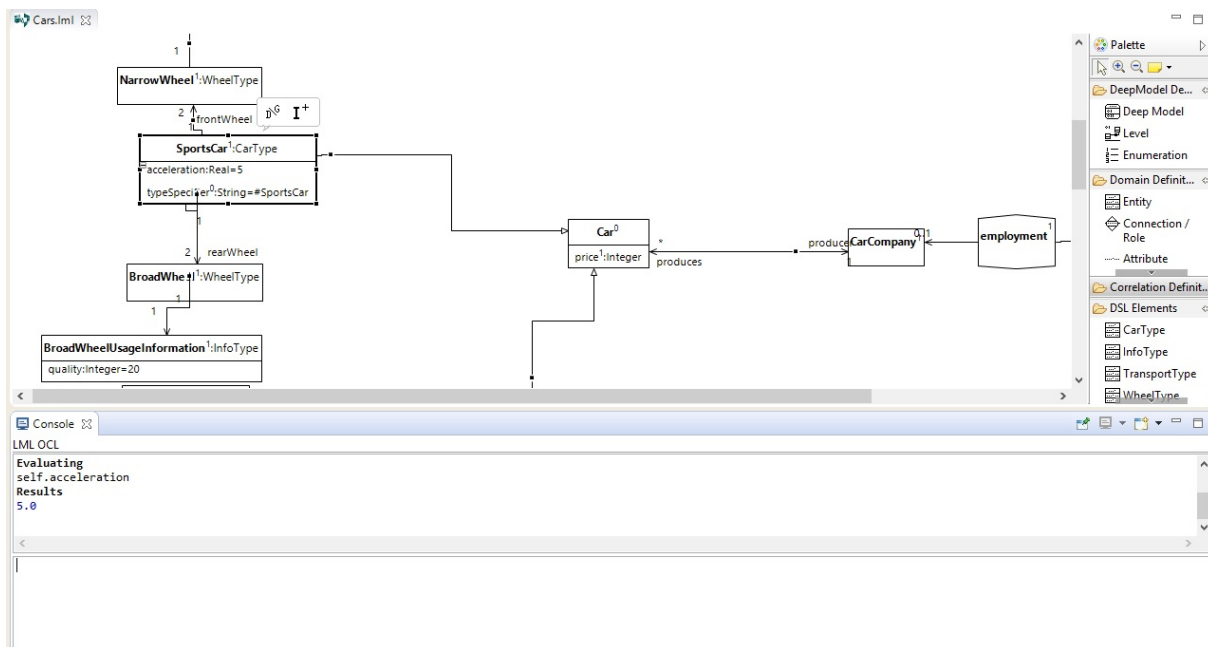 Cars.lml
1
NarrowWheel1:WheelType
2
frontWheel
1
D G I+
SportsCar1:CarType
acceleration:Real=5
typeSpecifier0:String=#SportsCar
1
2 rearWheel
BroadWheel1:WheelType
1
1
BroadWheelUsageInformation1:InfoType
quality:Integer=20
Car0
price1:Integer
*
produces
producer
1
CarCompany
0..1
employment1
Palette
DeepModel De...
Deep Model
Level
Enumeration
Domain Definit...
Entity
Connection /
Role
Attribute
Correlation Definit...
DSL Elements
CarType
InfoType
TransportType
WheelType
Console
LML OCL
Evaluating
self.acceleration
Results
5.0